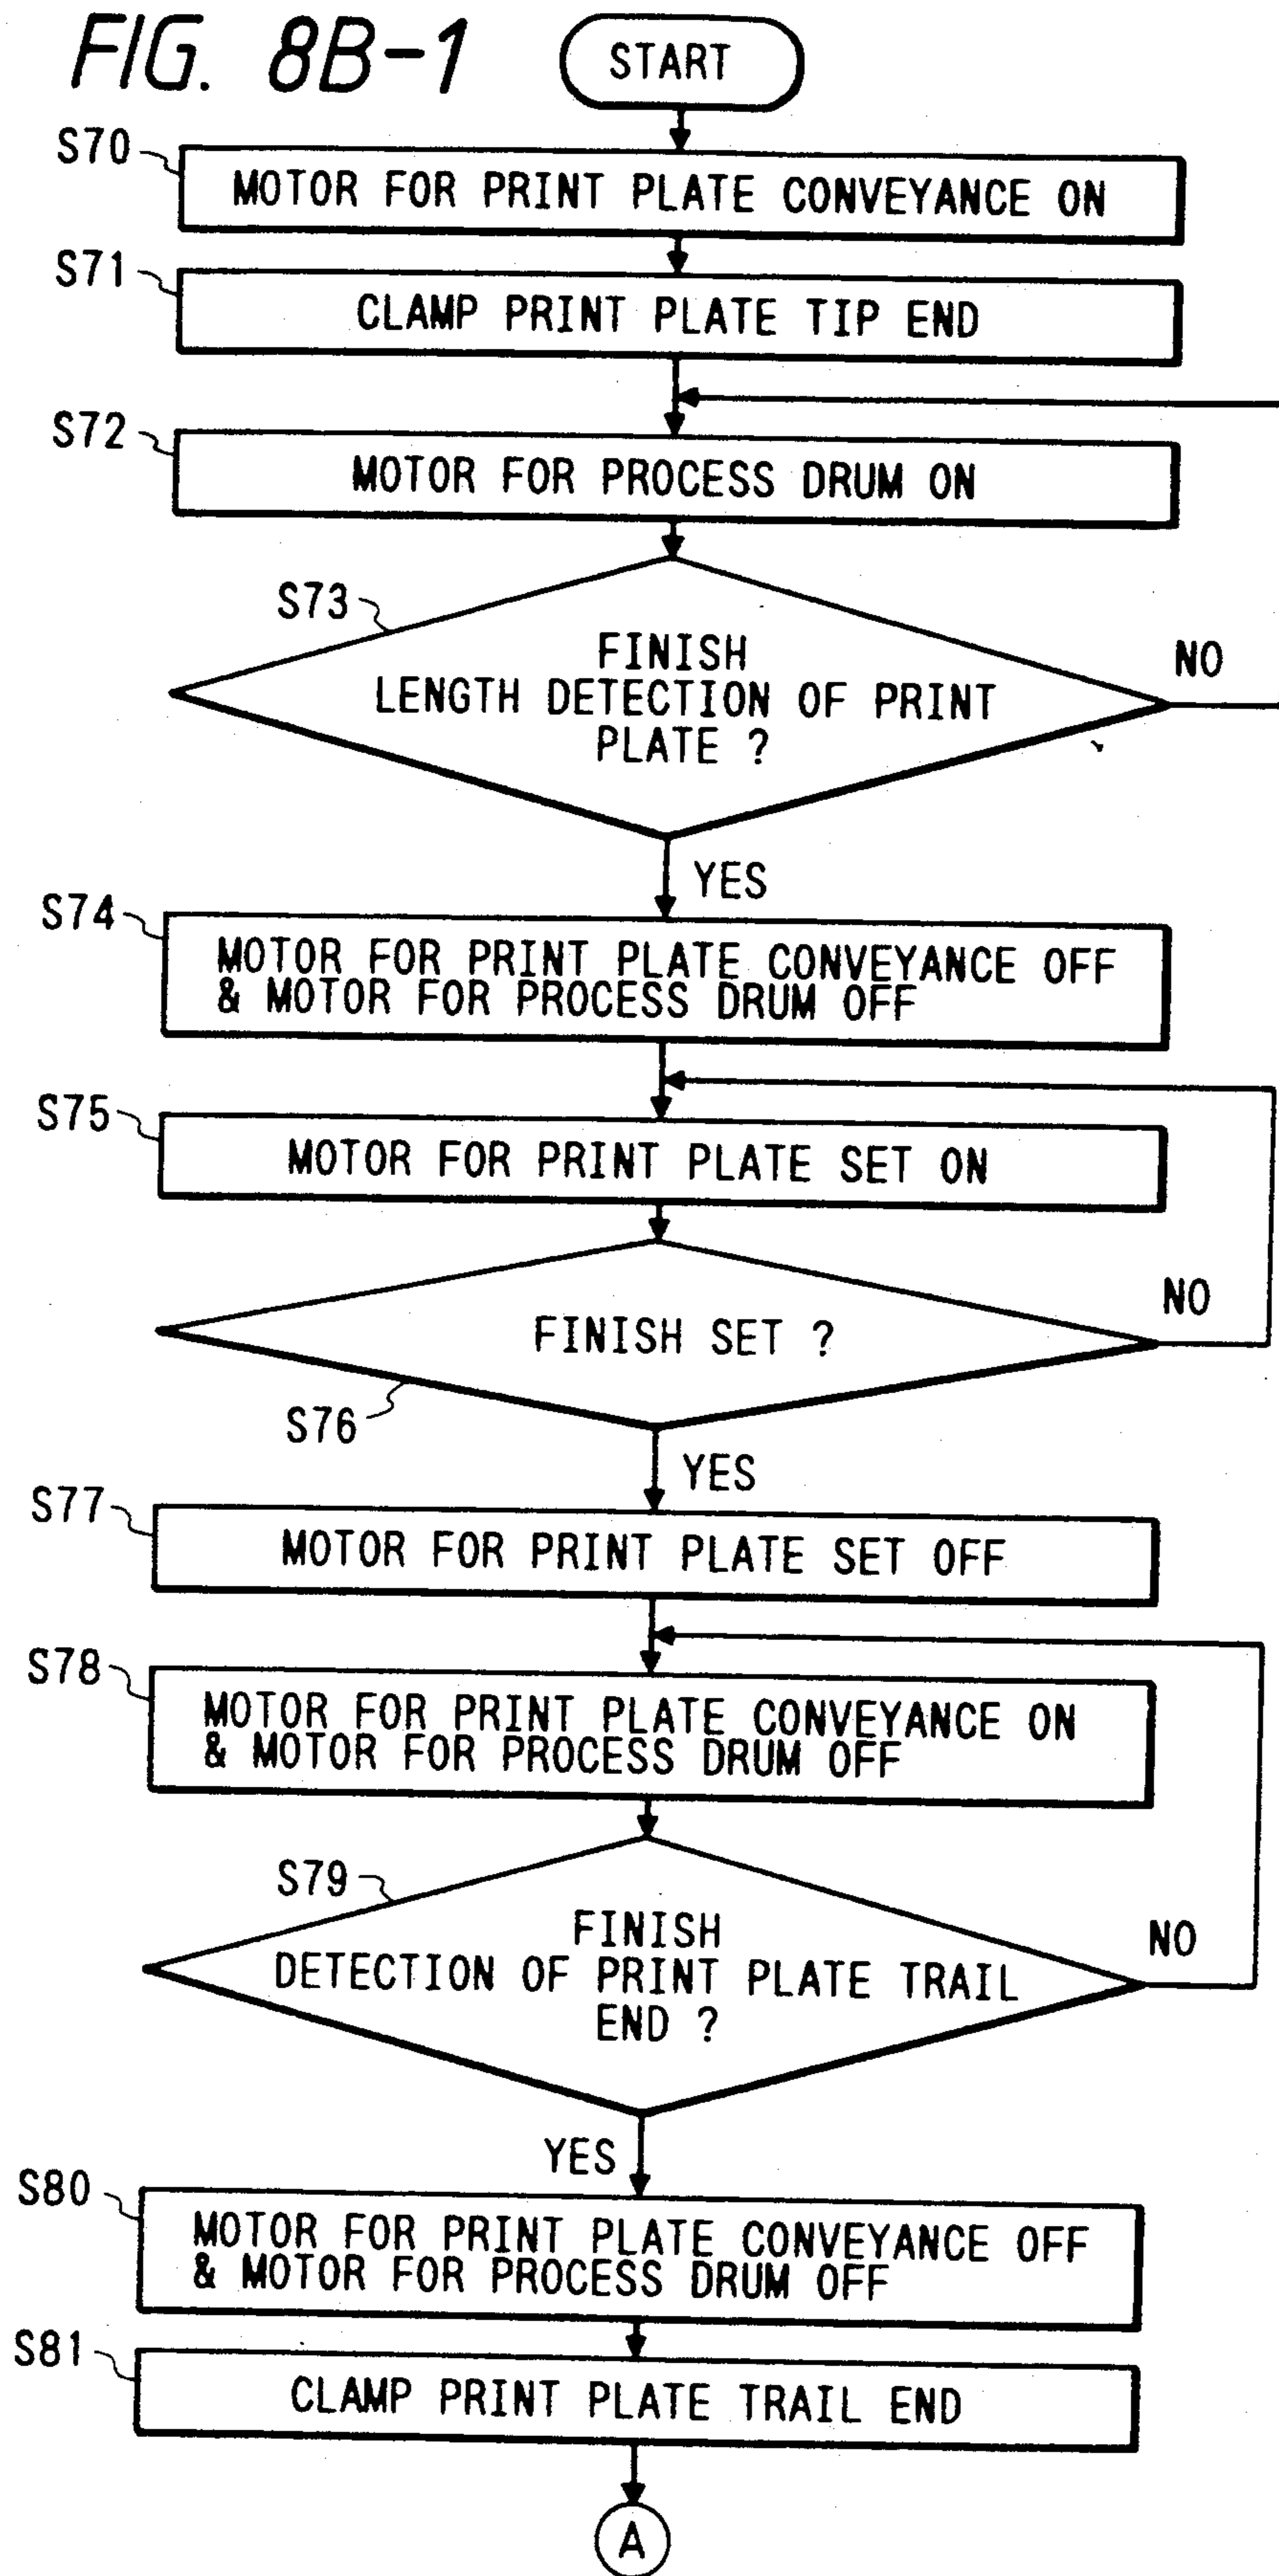 FIG. 8B-1
START
S70
MOTOR FOR PRINT PLATE CONVEYANCE ON
S71
CLAMP PRINT PLATE TIP END
S72
MOTOR FOR PROCESS DRUM ON
S73
FINISH
LENGTH DETECTION OF PRINT
PLATE ?
NO
YES
S74
MOTOR FOR PRINT PLATE CONVEYANCE OFF
& MOTOR FOR PROCESS DRUM OFF
S75
MOTOR FOR PRINT PLATE SET ON
FINISH SET ?
NO
S76
YES
S77
MOTOR FOR PRINT PLATE SET OFF
S78
MOTOR FOR PRINT PLATE CONVEYANCE ON
& MOTOR FOR PROCESS DRUM OFF
S79
FINISH
DETECTION OF PRINT PLATE TRAIL
END ?
NO
YES
S80
MOTOR FOR PRINT PLATE CONVEYANCE OFF
& MOTOR FOR PROCESS DRUM OFF
S81
CLAMP PRINT PLATE TRAIL END
A